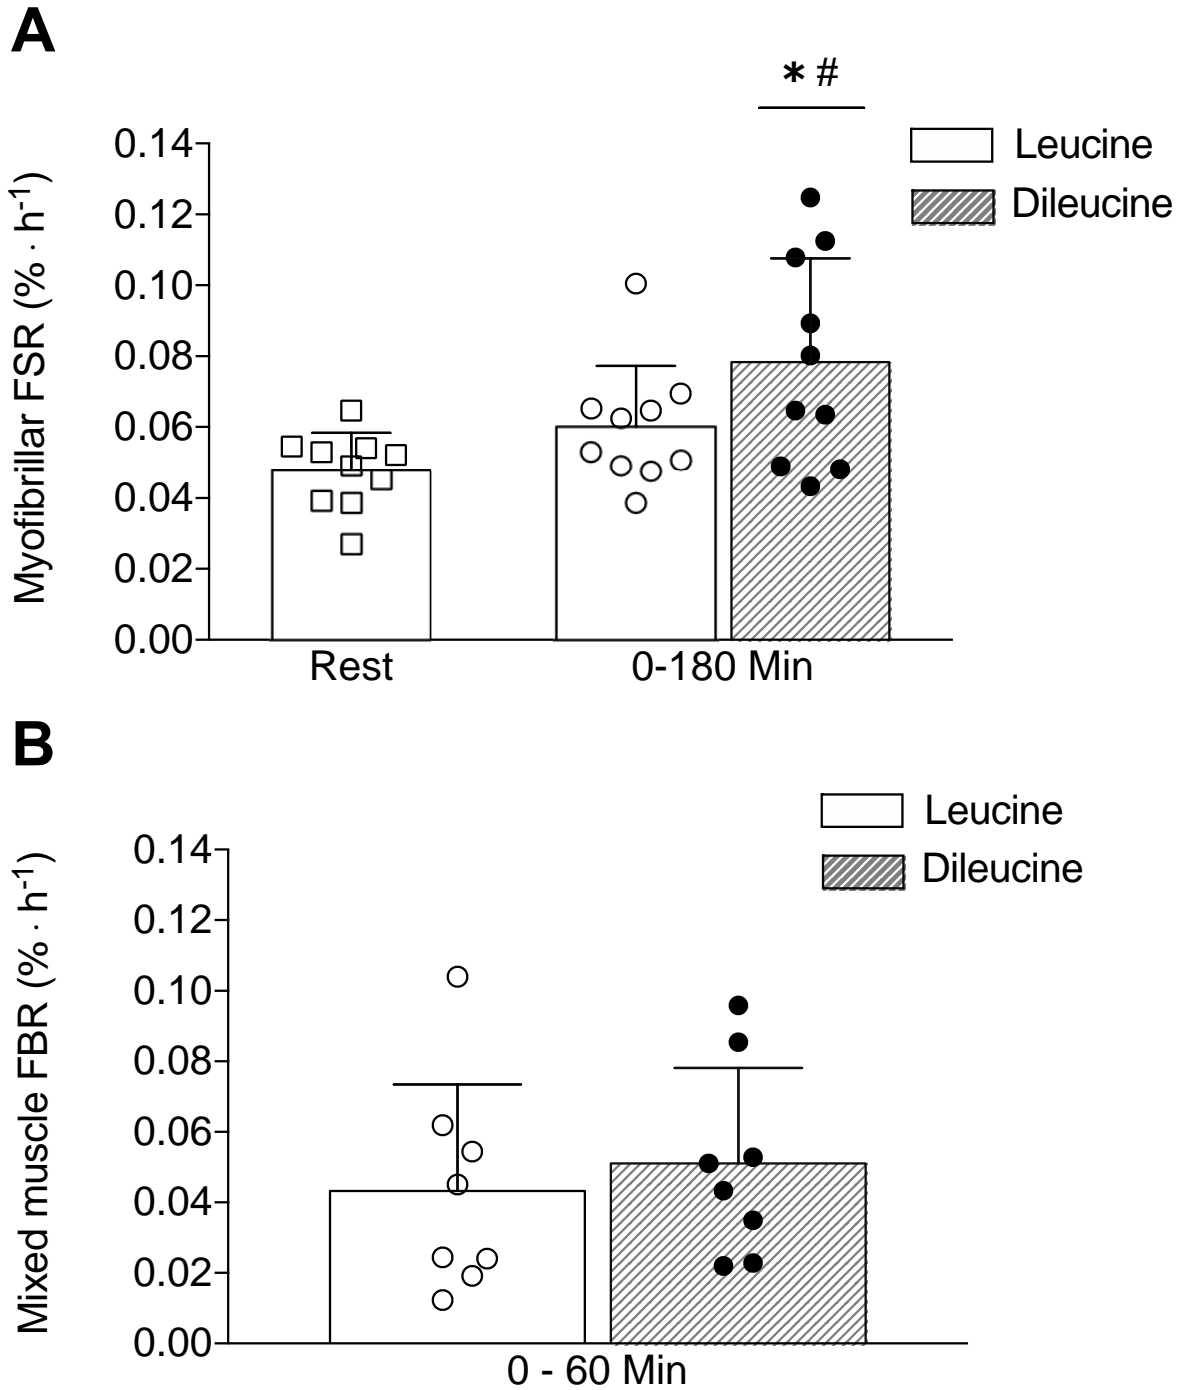 A
* #
Leucine
Dileucine
Myofibrillar FSR (% · h⁻¹)
0.14
0.12
0.10
0.08
0.06
0.04
0.02
0.00
Rest
0-180 Min
B
Leucine
Dileucine
Mixed muscle FBR (% · h⁻¹)
0.14
0.12
0.10
0.08
0.06
0.04
0.02
0.00
0 - 60 Min